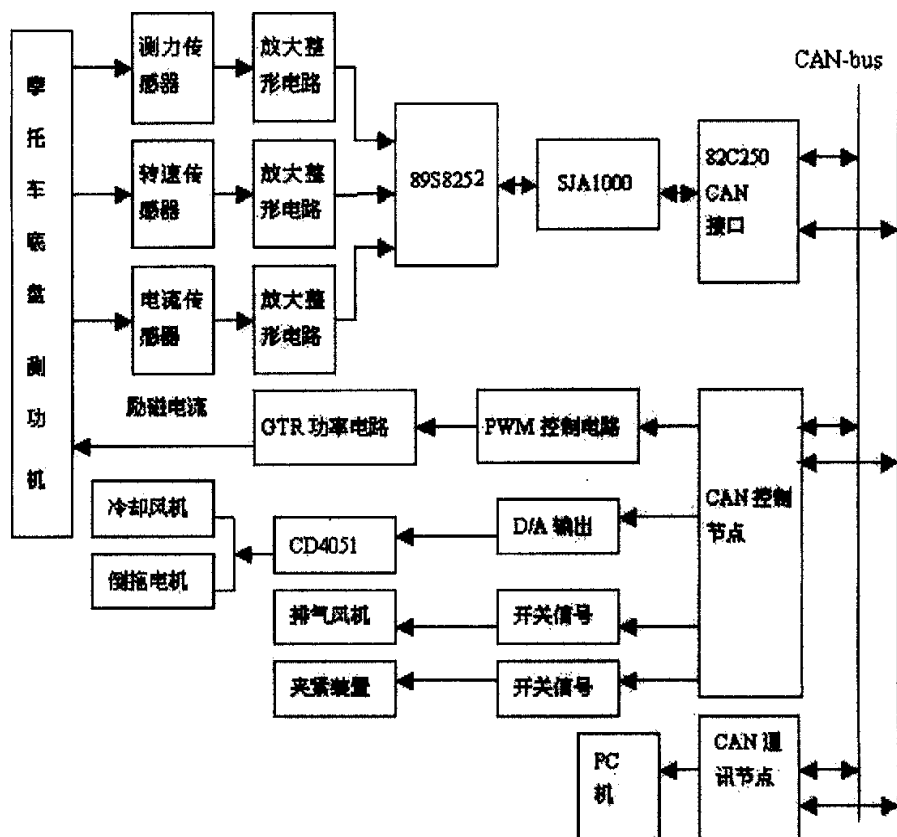 摩
托
车
底
盘
测
功
机
测力传
感器
放大整
形电路
转速传
感器
放大整
形电路
电流传
感器
放大整
形电路
89S8252
SJA1000
82C250
CAN
接口
CAN-bus
励磁电流
GTR 功率电路
PWM 控制电路
CAN 控制
节点
冷却风机
倒拖电机
CD4051
D/A 输出
排气风机
开关信号
夹紧装置
开关信号
PC
机
CAN 通
讯节点